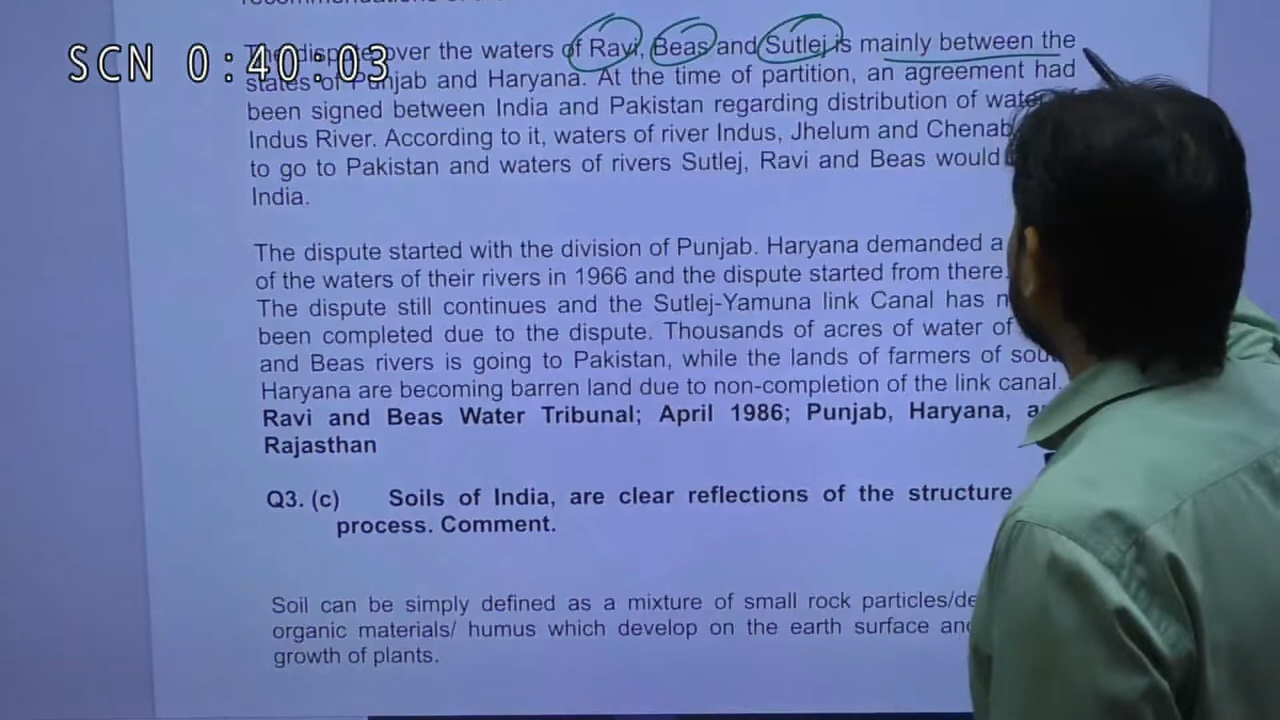 SCN 0:40:03
The dispute over the waters of Ravi, Beas and Sutlej is mainly between the
states of Punjab and Haryana. At the time of partition, an agreement had
been signed between India and Pakistan regarding distribution of
Indus River. According to it, waters of river Indus, Jhelum and Chenab
to go to Pakistan and waters of rivers Sutlej, Ravi and Beas would
India.
The dispute started with the division of Punjab. Haryana demanded a
of the waters of their rivers in 1966 and the dispute started from there.
The dispute still continues and the Sutlej-Yamuna link Canal has
been completed due to the dispute. Thousands of acres of water of
and Beas rivers is going to Pakistan, while the lands of farmers of
Haryana are becoming barren land due to non-completion of the link canal.
Ravi and Beas Water Tribunal; April 1986; Punjab, Haryana,
Rajasthan
Q3. (c) Soils of India, are clear reflections of the structure
process. Comment.
Soil can be simply defined as a mixture of small rock particles/
organic materials/ humus which develop on the earth surface
growth of plants.